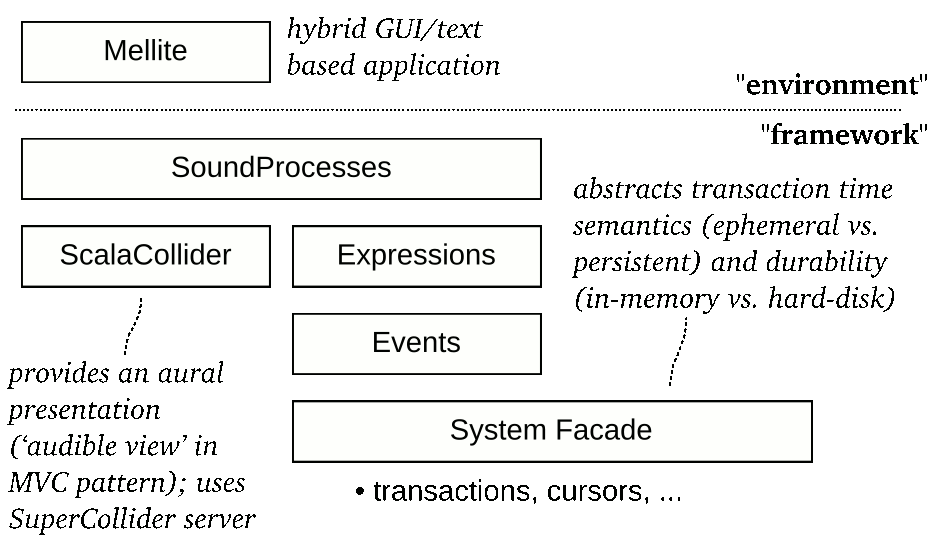 Mellite
hybrid GUI/text
based application
"environment"
"framework"
SoundProcesses
abstracts transaction time
semantics (ephemeral vs.
persistent) and durability
(in-memory vs. hard-disk)
ScalaCollider
Expressions
Events
provides an aural
presentation
(‘audible view’ in
MVC pattern); uses
SuperCollider server
System Facade
• transactions, cursors, ...